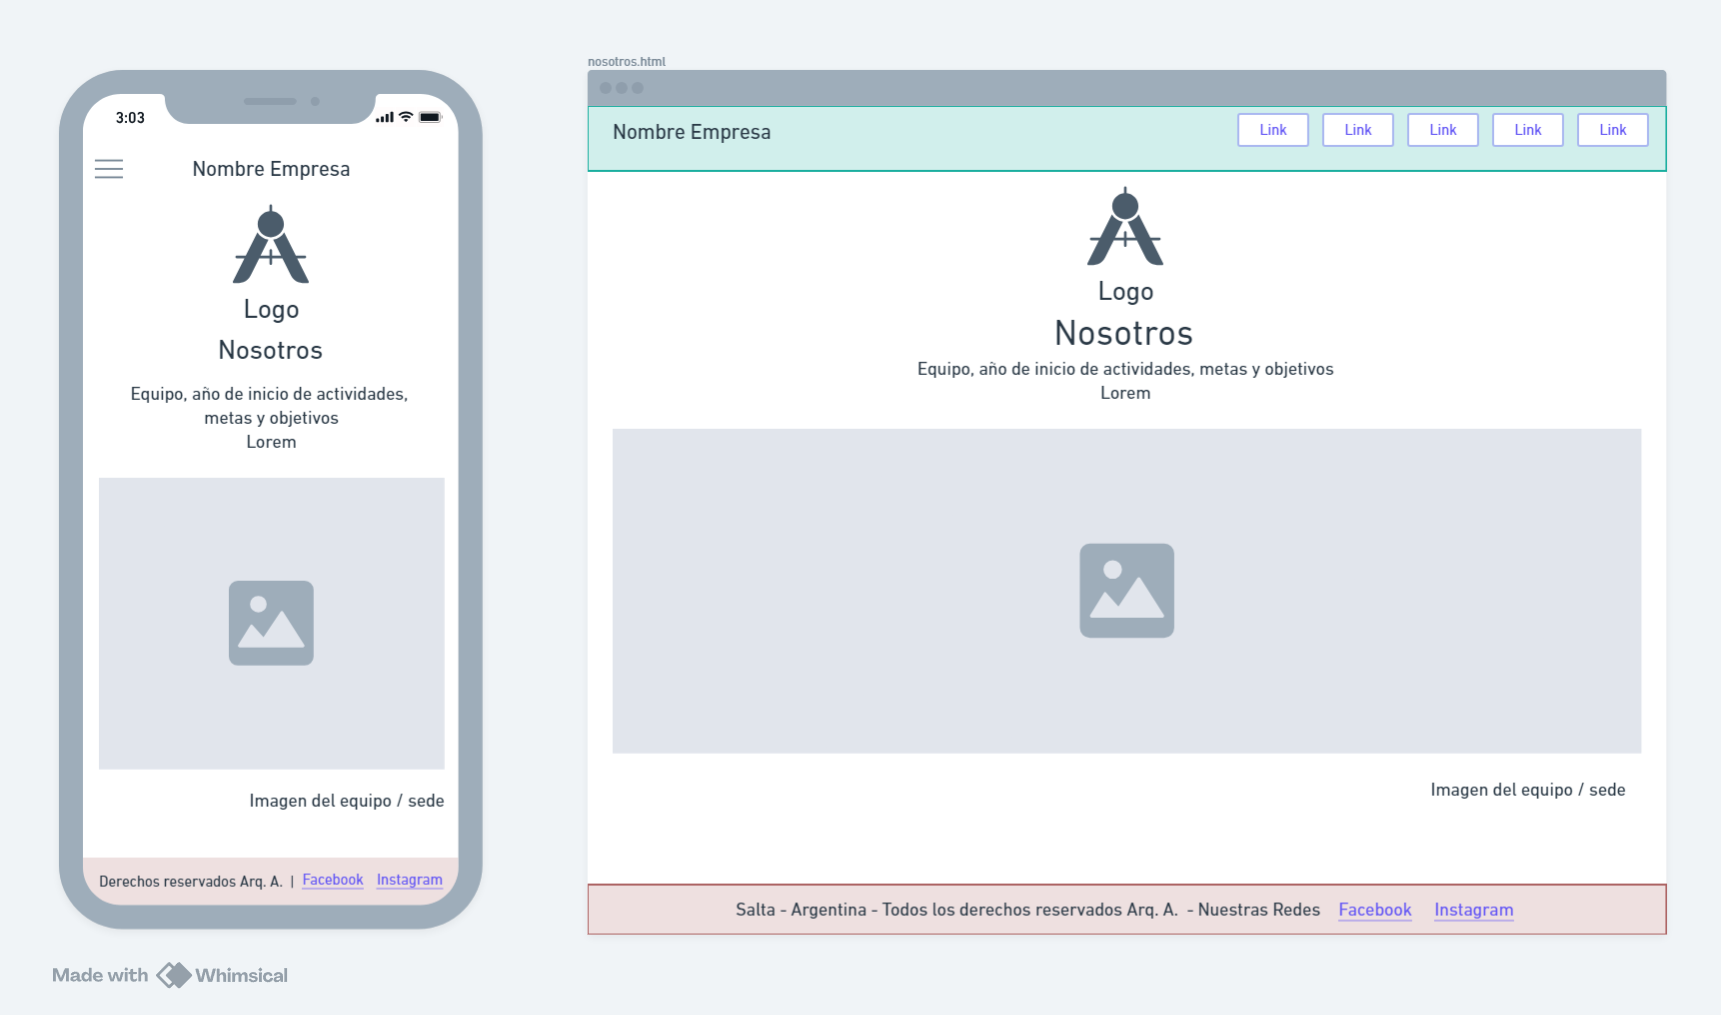 3:03
Nombre Empresa
Logo
Nosotros
Equipo, año de inicio de actividades,
metas y objetivos
Lorem
Imagen del equipo / sede
Derechos reservados Arq. A. | Facebook Instagram
nosotros.html
Nombre Empresa
Link Link Link Link Link
Logo
Nosotros
Equipo, año de inicio de actividades, metas y objetivos
Lorem
Imagen del equipo / sede
Salta - Argentina - Todos los derechos reservados Arq. A. - Nuestras Redes Facebook Instagram
Made with Whimsical